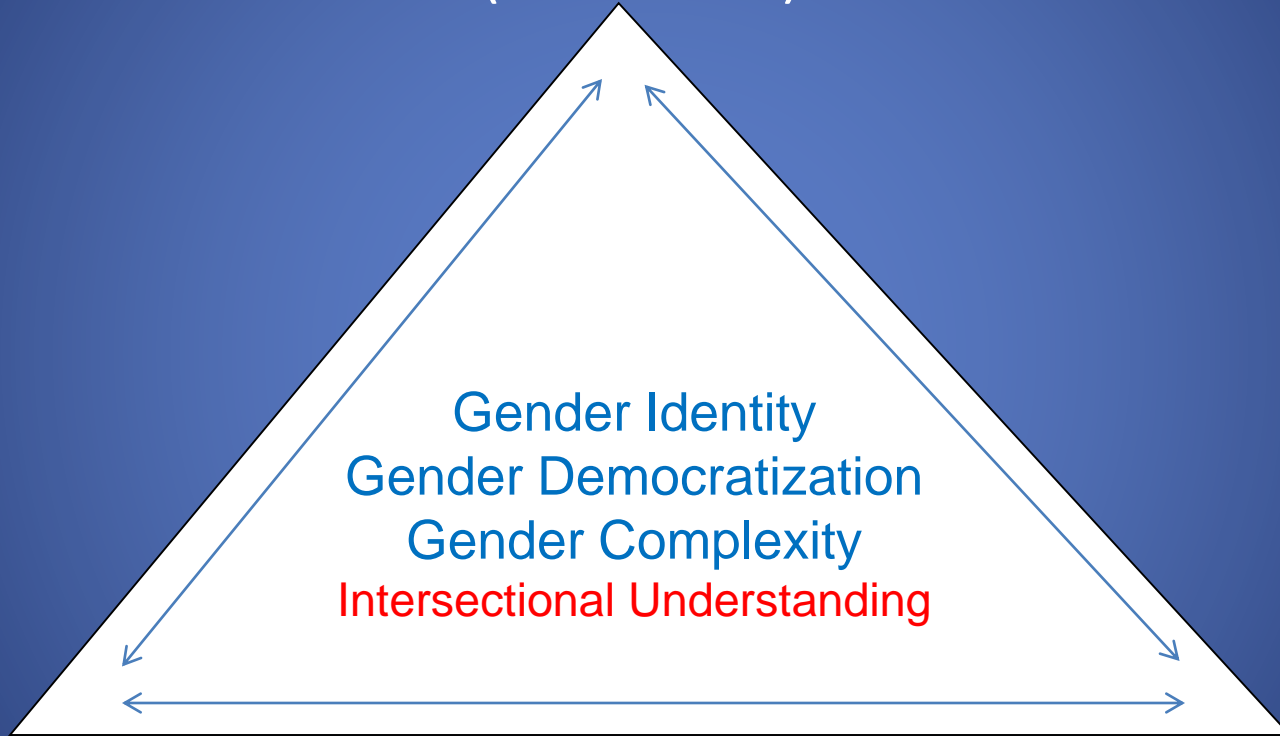 Gender Identity
Gender Democratization
Gender Complexity
Intersectional Understanding